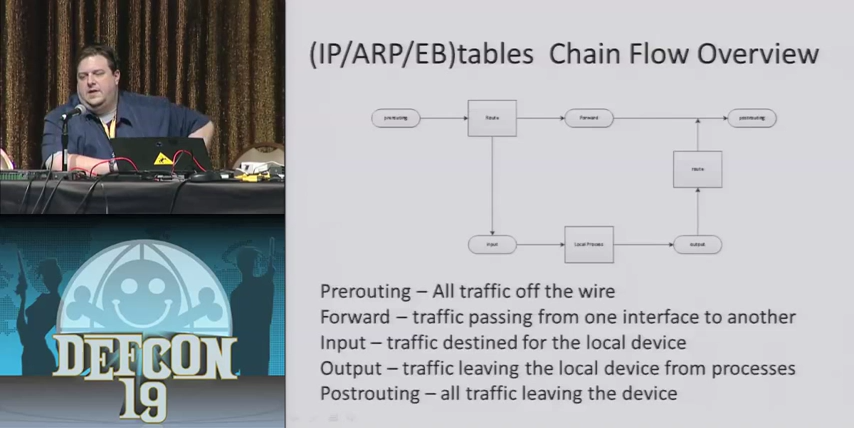 (IP/ARP/EB)tables Chain Flow Overview
prerouting
Route
Forward
postrouting
route
input
Local Process
output
Prerouting – All traffic off the wire
Forward – traffic passing from one interface to another
Input – traffic destined for the local device
Output – traffic leaving the local device from processes
Postrouting – all traffic leaving the device
DEFCON
19